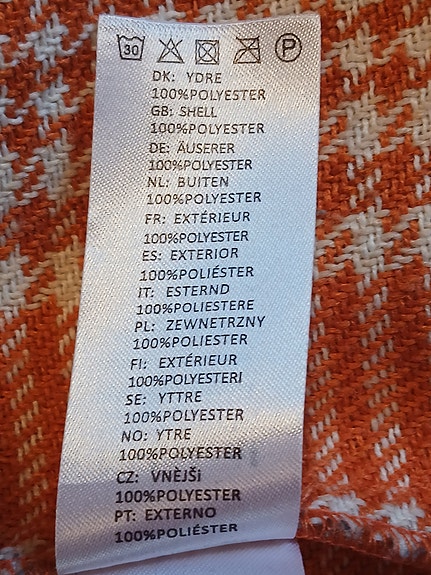 30 P
DK: YDRE
100%POLYESTER
GB: SHELL
100%POLYESTER
DE: ÄUSERER
100%POLYESTER
NL: BUITEN
100%POLYESTER
FR: EXTÉRIEUR
100%POLYESTER
ES: EXTERIOR
100%POLIÉSTER
IT: ESTERND
100%POLIESTERE
PL: ZEWNETRZNY
100%POLIESTER
FI: EXTÉRIEUR
100%POLYESTERI
SE: YTTRE
100%POLYESTER
NO: YTRE
100%POLYESTER
CZ: VNÈJŠi
100%POLYESTER
PT: EXTERNO
100%POLIÉSTER